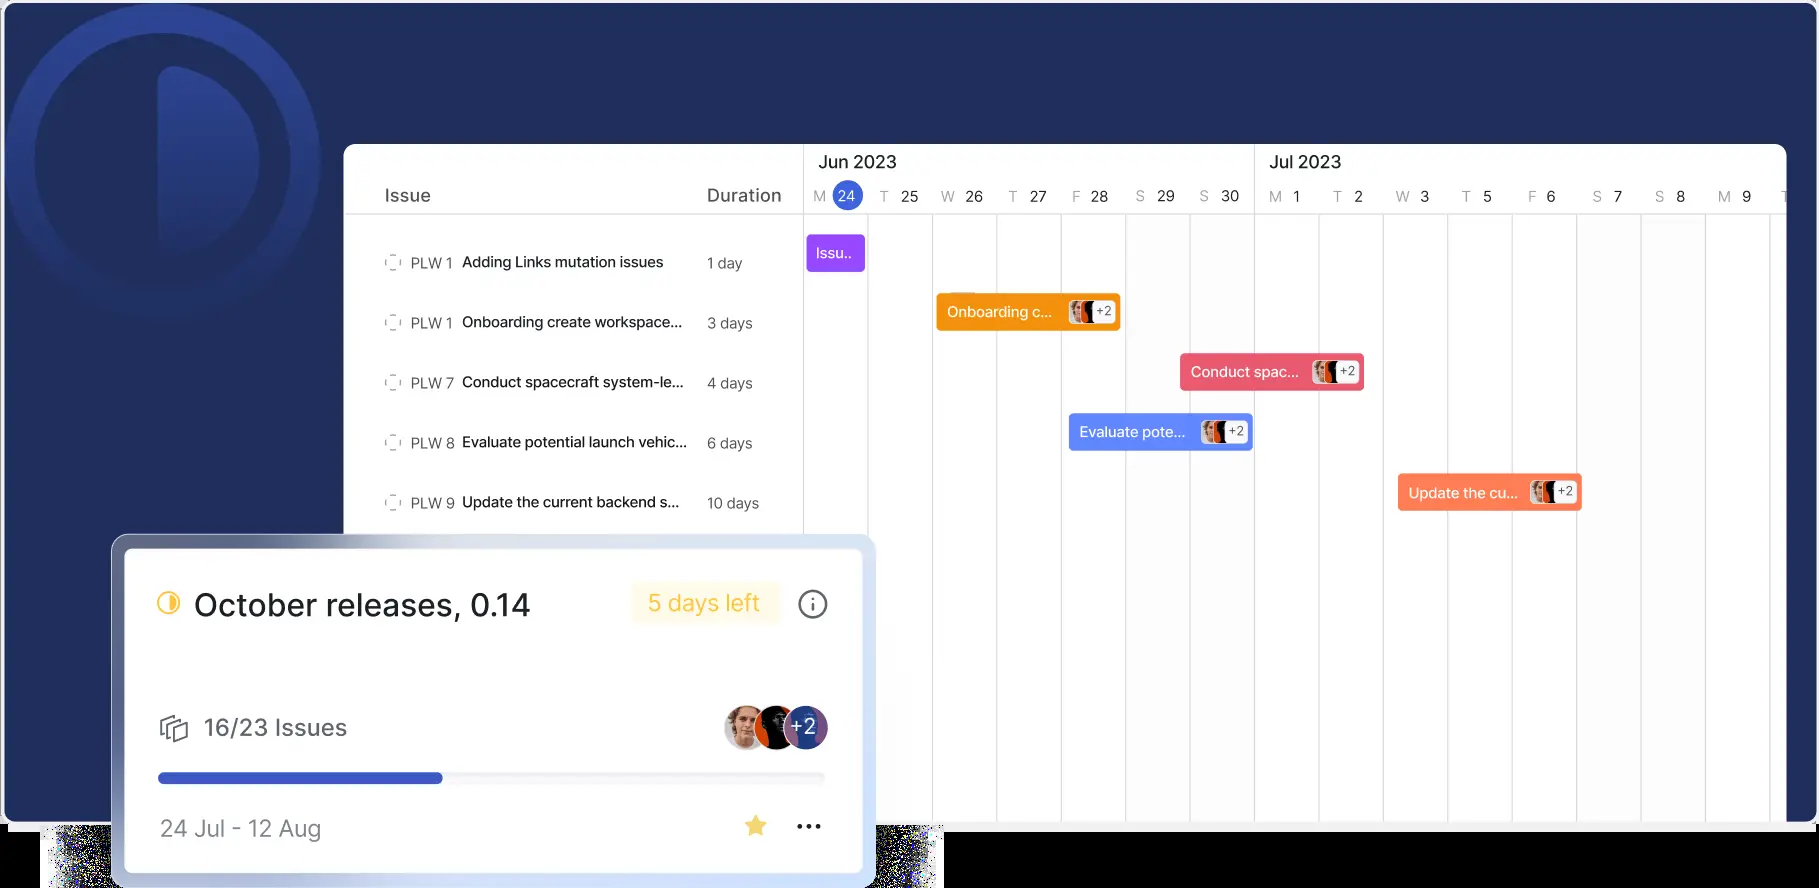 Jun 2023 Jul 2023
Issue Duration M 24 T 25 W 26 T 27 F 28 S 29 S 30 M 1 T 2 W 3 T 5 F 6 S 7 S 8 M 9 T
PLW 1 Adding Links mutation issues 1 day Issu..
PLW 1 Onboarding create workspace... 3 days Onboarding c... +2
PLW 7 Conduct spacecraft system-le... 4 days Conduct spac... +2
PLW 8 Evaluate potential launch vehic... 6 days Evaluate pote... +2
PLW 9 Update the current backend s... 10 days Update the cu... +2
October releases, 0.14 5 days left
16/23 Issues +2
24 Jul - 12 Aug